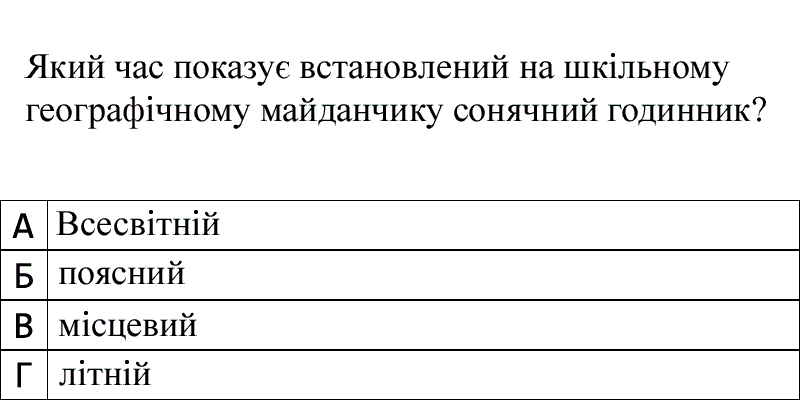 Який час показує встановлений на шкільному
географічному майданчику сонячний годинник?
А Всесвітній
Б поясний
В місцевий
Г літній